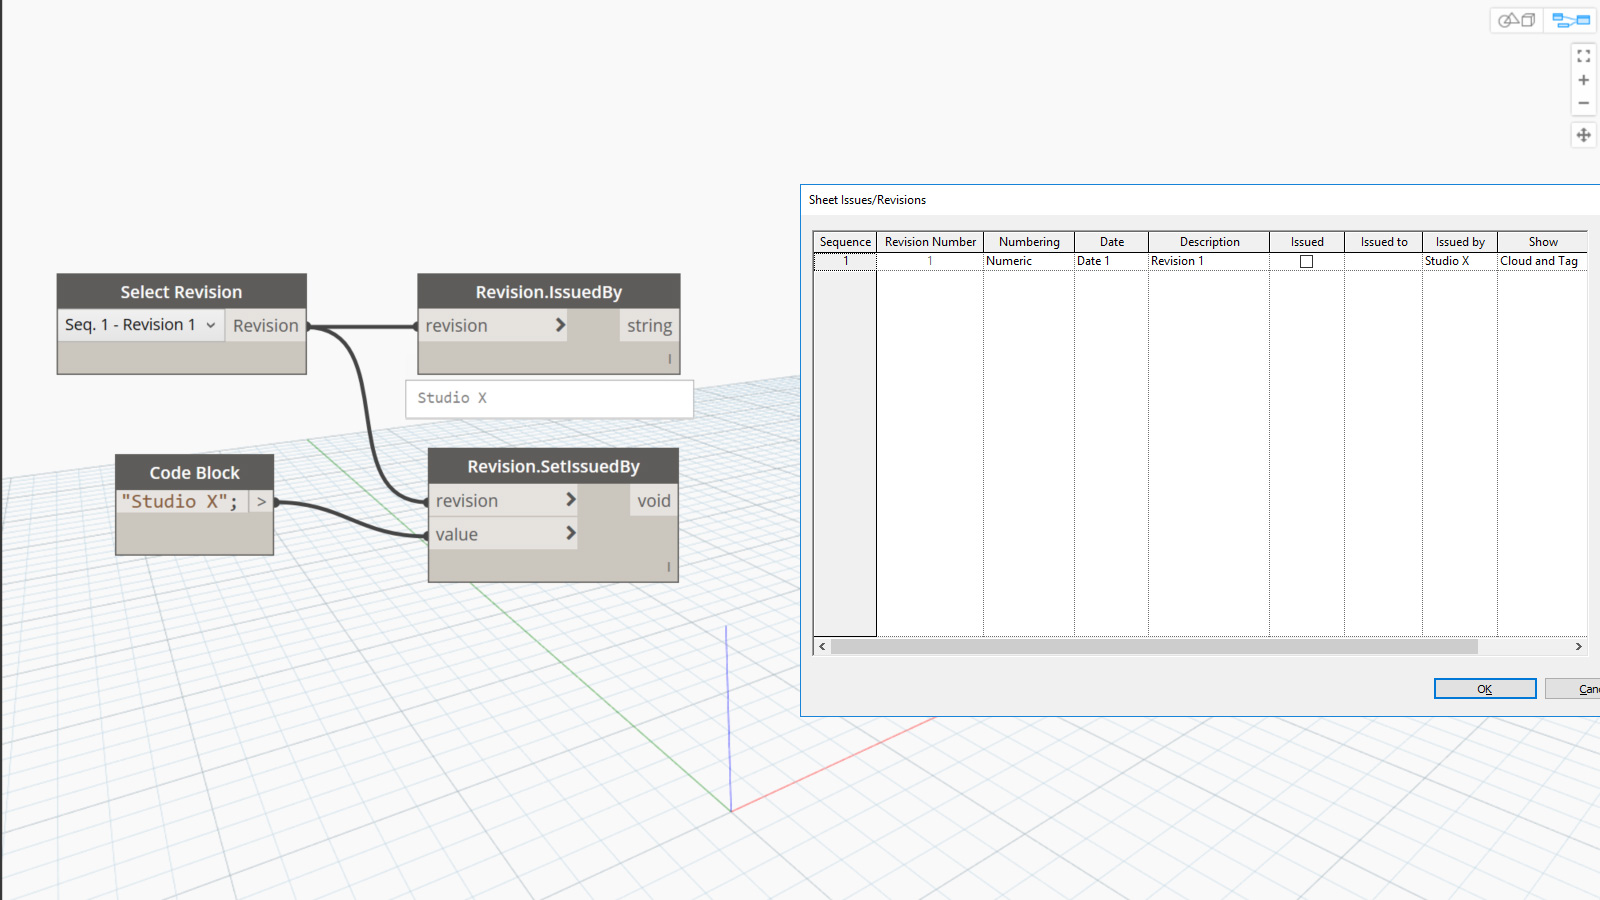 Select Revision
Seq. 1 - Revision 1 Revision
Revision.IssuedBy
revision > string
l
Studio X
Code Block
"Studio X"; >
Revision.SetIssuedBy
revision > void
value >
l
Sheet Issues/Revisions
Sequence Revision Number Numbering Date Description Issued Issued to Issued by Show
1 1 Numeric Date 1 Revision 1 Studio X Cloud and Tag
OK Can